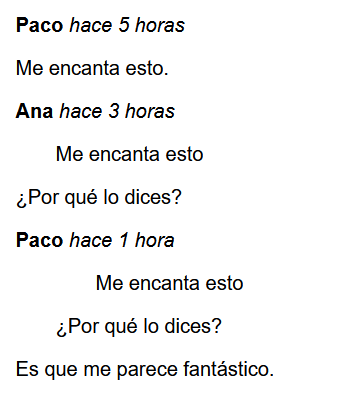 Paco hace 5 horas
Me encanta esto.
Ana hace 3 horas
Me encanta esto
¿Por qué lo dices?
Paco hace 1 hora
Me encanta esto
¿Por qué lo dices?
Es que me parece fantástico.